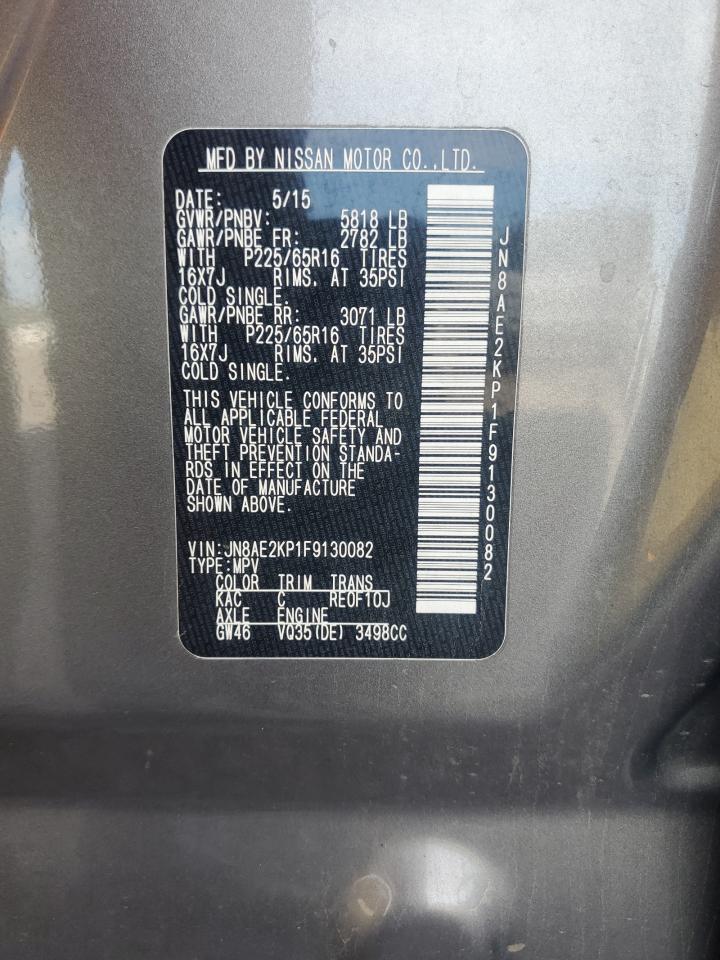 MFD BY NISSAN MOTOR CO.,LTD.
DATE: 5/15
GVWR/PNBV: 5818 LB
GAWR/PNBE FR: 2782 LB
WITH P225/65R16 TIRES
16X7J RIMS. AT 35PSI
COLD SINGLE.
GAWR/PNBE RR: 3071 LB
WITH P225/65R16 TIRES
16X7J RIMS. AT 35PSI
COLD SINGLE.
THIS VEHICLE CONFORMS TO
ALL APPLICABLE FEDERAL
MOTOR VEHICLE SAFETY AND
THEFT PREVENTION STANDA-
RDS IN EFFECT ON THE
DATE OF MANUFACTURE
SHOWN ABOVE.
VIN:JN8AE2KP1F9130082
TYPE:MPV
COLOR TRIM TRANS
KAC C RE0F10J
AXLE ENGINE
GW46 VQ35(DE) 3498CC
JN8AE2KP1F9130082